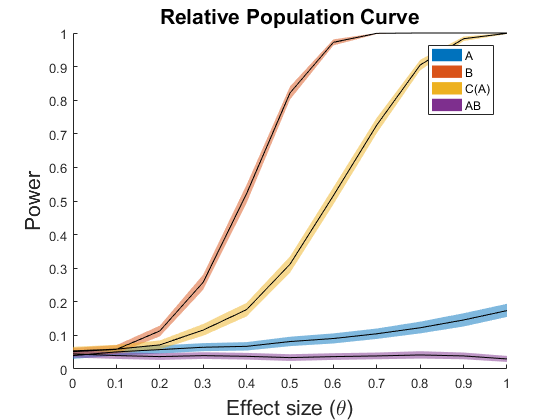 Relative Population Curve
1
0.9
0.8
0.7
0.6
0.5
0.4
0.3
0.2
0.1
0
Power
A
B
C(A)
AB
0 0.1 0.2 0.3 0.4 0.5 0.6 0.7 0.8 0.9 1
Effect size (θ)